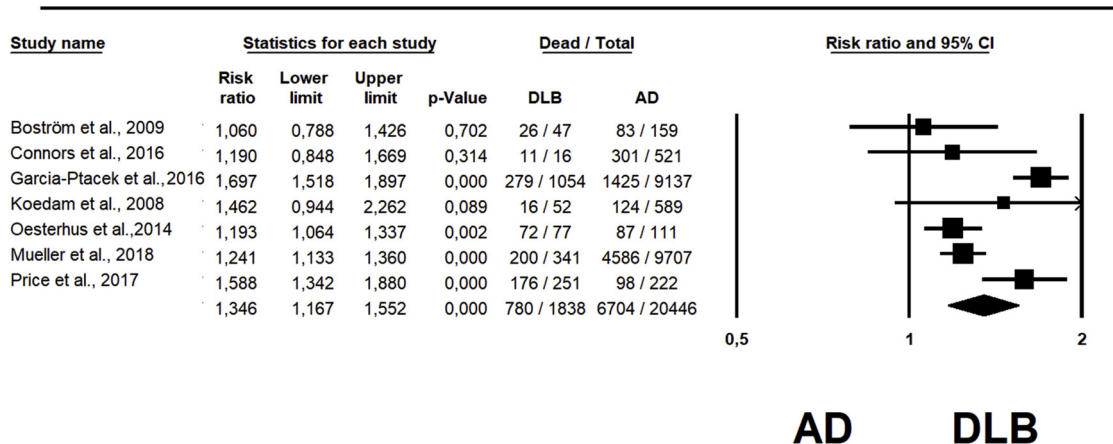 Study name Statistics for each study Dead / Total Risk ratio and 95% CI
Risk ratio Lower limit Upper limit p-Value DLB AD
Boström et al., 2009 1,060 0,788 1,426 0,702 26 / 47 83 / 159
Connors et al., 2016 1,190 0,848 1,669 0,314 11 / 16 301 / 521
Garcia-Ptacek et al.,2016 1,697 1,518 1,897 0,000 279 / 1054 1425 / 9137
Koedam et al., 2008 1,462 0,944 2,262 0,089 16 / 52 124 / 589
Oesterhus et al.,2014 1,193 1,064 1,337 0,002 72 / 77 87 / 111
Mueller et al., 2018 1,241 1,133 1,360 0,000 200 / 341 4586 / 9707
Price et al., 2017 1,588 1,342 1,880 0,000 176 / 251 98 / 222
1,346 1,167 1,552 0,000 780 / 1838 6704 / 20446
0,5 1 2
AD DLB